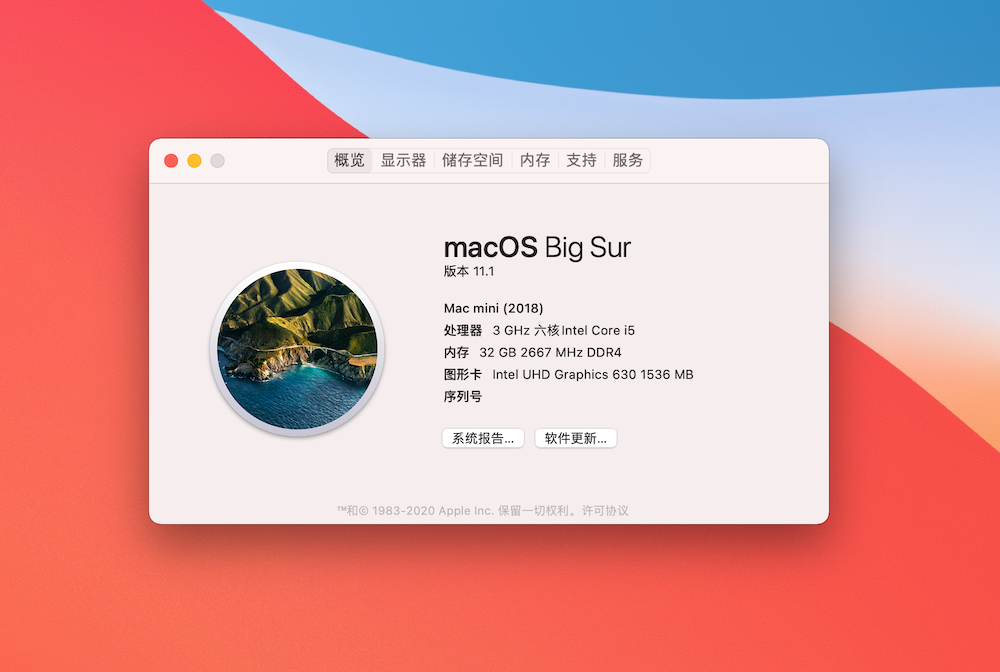 概览 显示器 储存空间 内存 支持 服务
macOS Big Sur
版本 11.1
Mac mini (2018)
处理器 3 GHz 六核Intel Core i5
内存 32 GB 2667 MHz DDR4
图形卡 Intel UHD Graphics 630 1536 MB
序列号
系统报告... 软件更新...
™和© 1983-2020 Apple Inc. 保留一切权利。许可协议